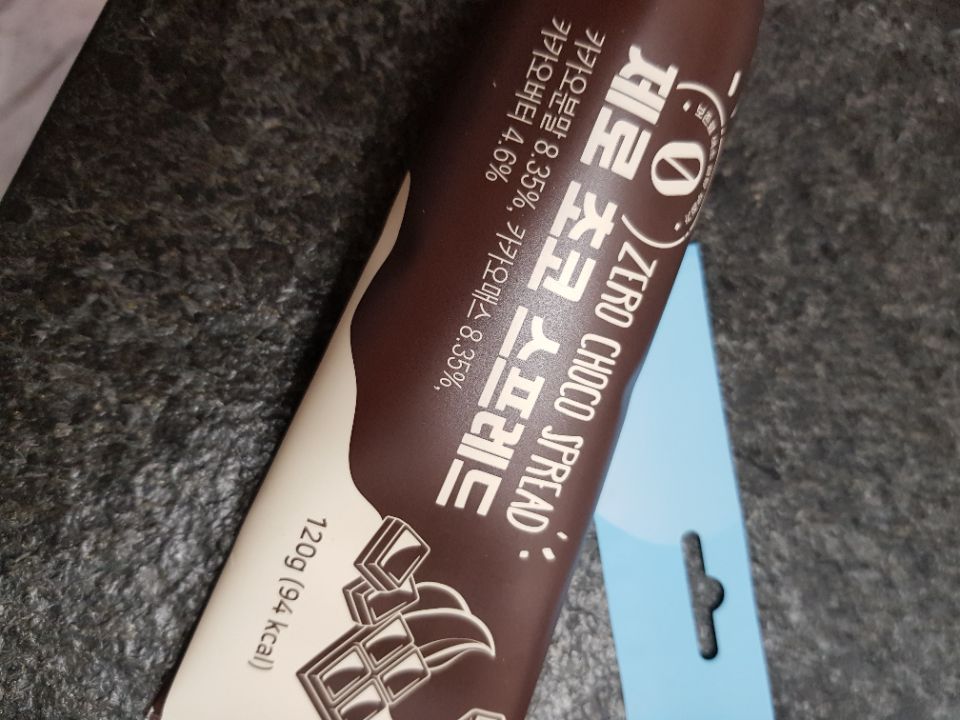 0
ZERO CHOCO SPREAD
제로 초코 스프레드
카카오분말 8.35%, 카카오매스 8.35%,
카카오버터 4.6%
120g (94 kcal)